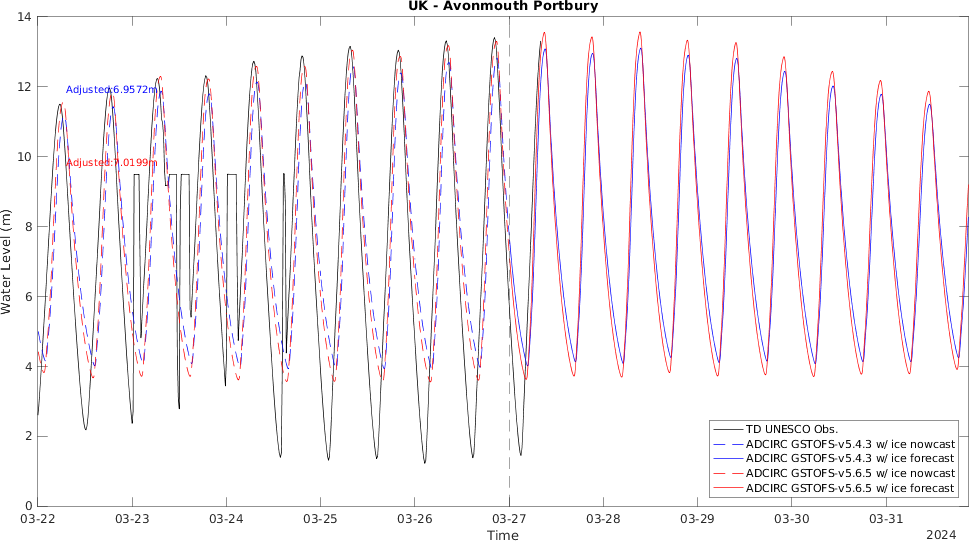 UK - Avonmouth Portbury
14
12
10
8
6
4
2
0
Water Level (m)
Adjusted:6.9572m
Adjusted:7.0199m
TD UNESCO Obs.
ADCIRC GSTOFS-v5.4.3 w/ ice nowcast
ADCIRC GSTOFS-v5.4.3 w/ ice forecast
ADCIRC GSTOFS-v5.6.5 w/ ice nowcast
ADCIRC GSTOFS-v5.6.5 w/ ice forecast
03-22 03-23 03-24 03-25 03-26 03-27 03-28 03-29 03-30 03-31
Time
2024